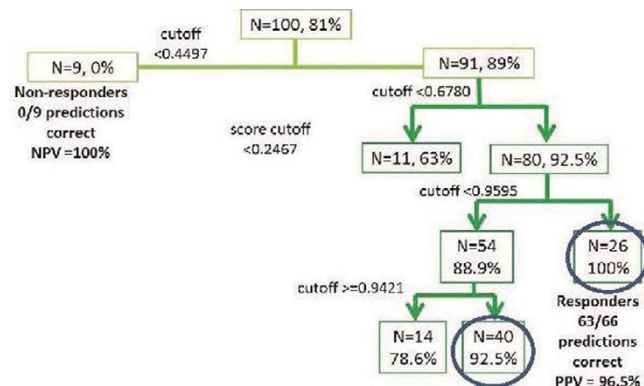 N=100, 81%
cutoff
<0.4497
N=9, 0%
N=91, 89%
Non-responders
0/9 predictions
correct
NPV =100%
cutoff <0.6780
score cutoff
<0.2467
N=11, 63%
N=80, 92.5%
cutoff <0.9595
N=54
88.9%
N=26
100%
cutoff >=0.9421
Responders
63/66
predictions
correct
PPV = 96.5%
N=14
78.6%
N=40
92.5%